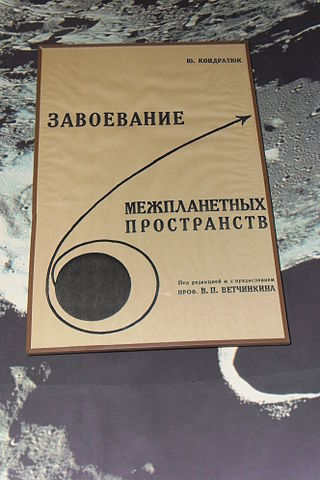 Ю. КОНДРАТЮК
ЗАВОЕВАНИЕ
МЕЖПЛАНЕТНЫХ
ПРОСТРАНСТВ
Под редакцией и с предисловием
ПРОФ. В. П. ВЕТЧИНКИНА